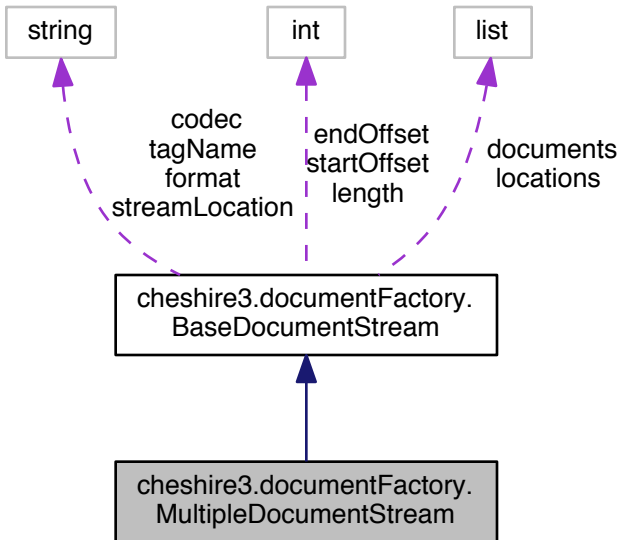 string
int
list
codec
tagName
format
streamLocation
endOffset
startOffset
length
documents
locations
cheshire3.documentFactory.
BaseDocumentStream
cheshire3.documentFactory.
MultipleDocumentStream